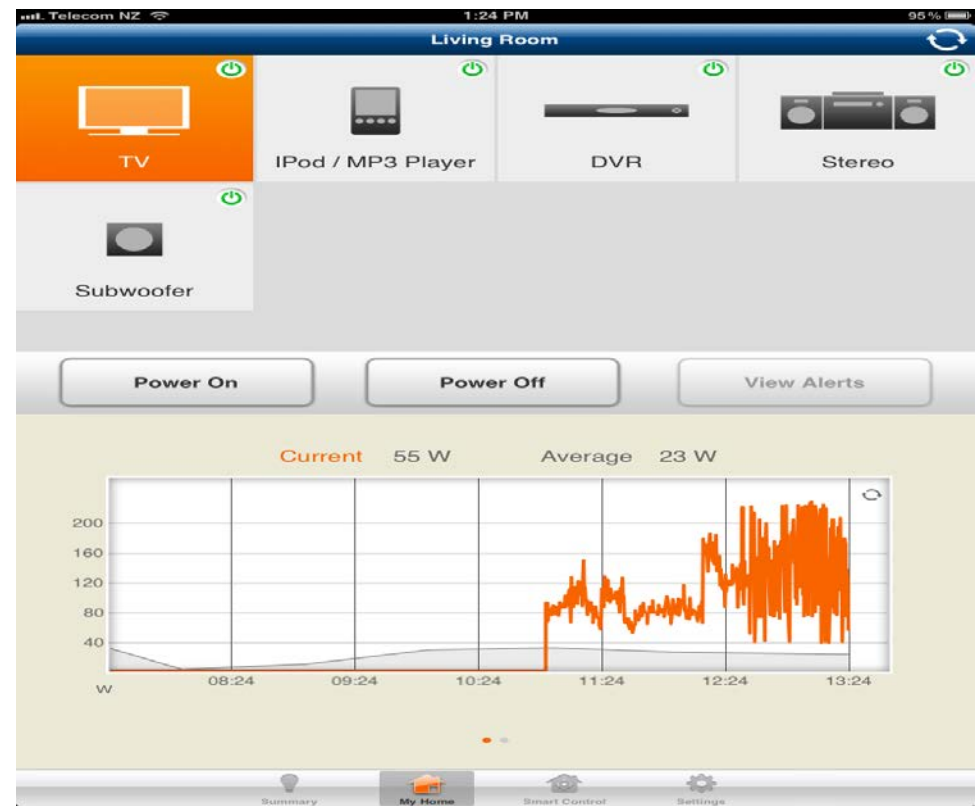 Telecom NZ 1:24 PM 95%
Living Room
TV IPod / MP3 Player DVR Stereo
Subwoofer
Power On Power Off View Alerts
Current 55 W Average 23 W
200
160
120
80
40
W 08:24 09:24 10:24 11:24 12:24 13:24
Summary My Home Smart Control Settings